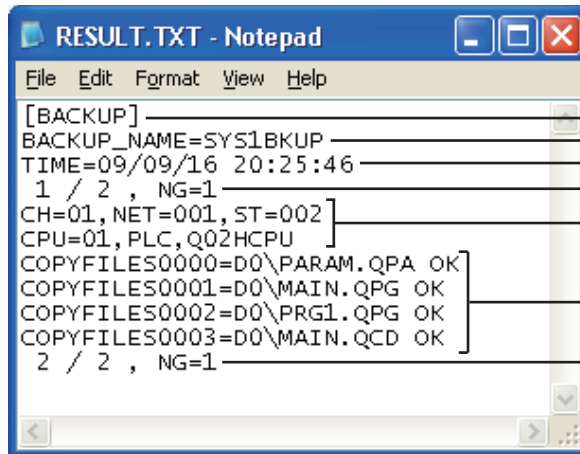 RESULT.TXT - Notepad
File Edit Format View Help
[BACKUP]
BACKUP_NAME=SYS1BKUP
TIME=09/09/16 20:25:46
1 / 2 , NG=1
CH=01,NET=001,ST=002
CPU=01,PLC,Q02HCPU
COPYFILES0000=D0\PARAM.QPA OK
COPYFILES0001=D0\MAIN.QPG OK
COPYFILES0002=D0\PRG1.QPG OK
COPYFILES0003=D0\MAIN.QCD OK
2 / 2 , NG=1